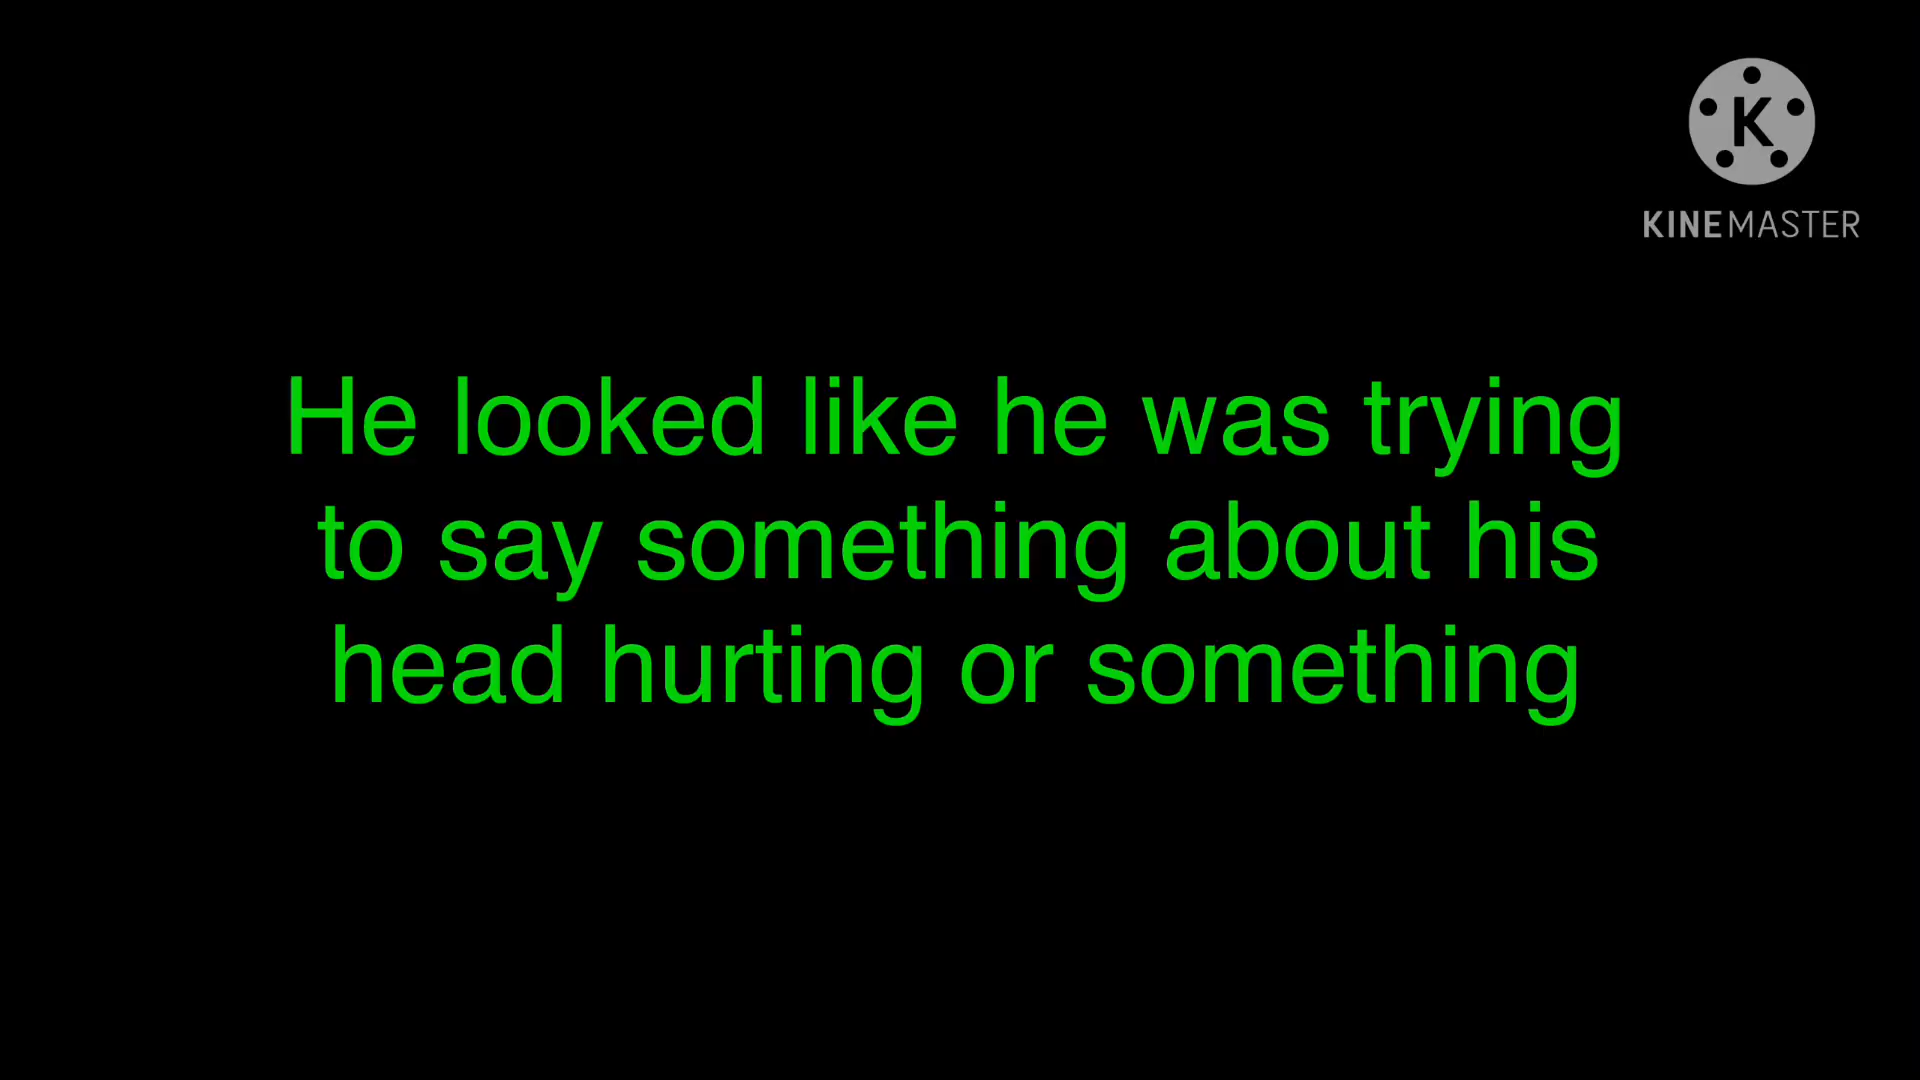 K
KINEMASTER
He looked like he was trying
to say something about his
head hurting or something